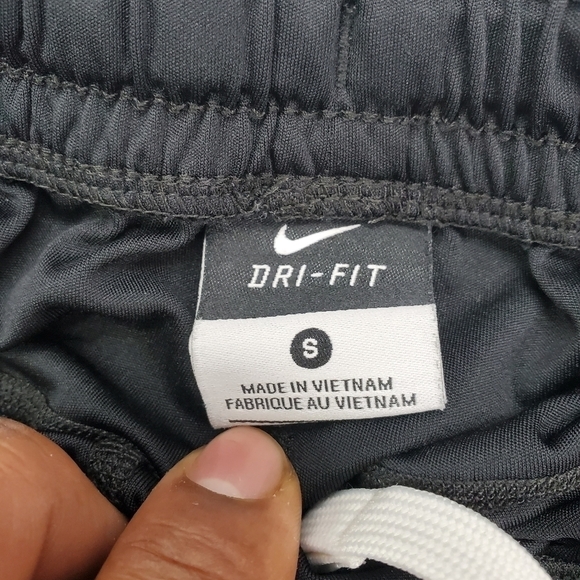 DRI-FIT
S
MADE IN VIETNAM
FABRIQUE AU VIETNAM